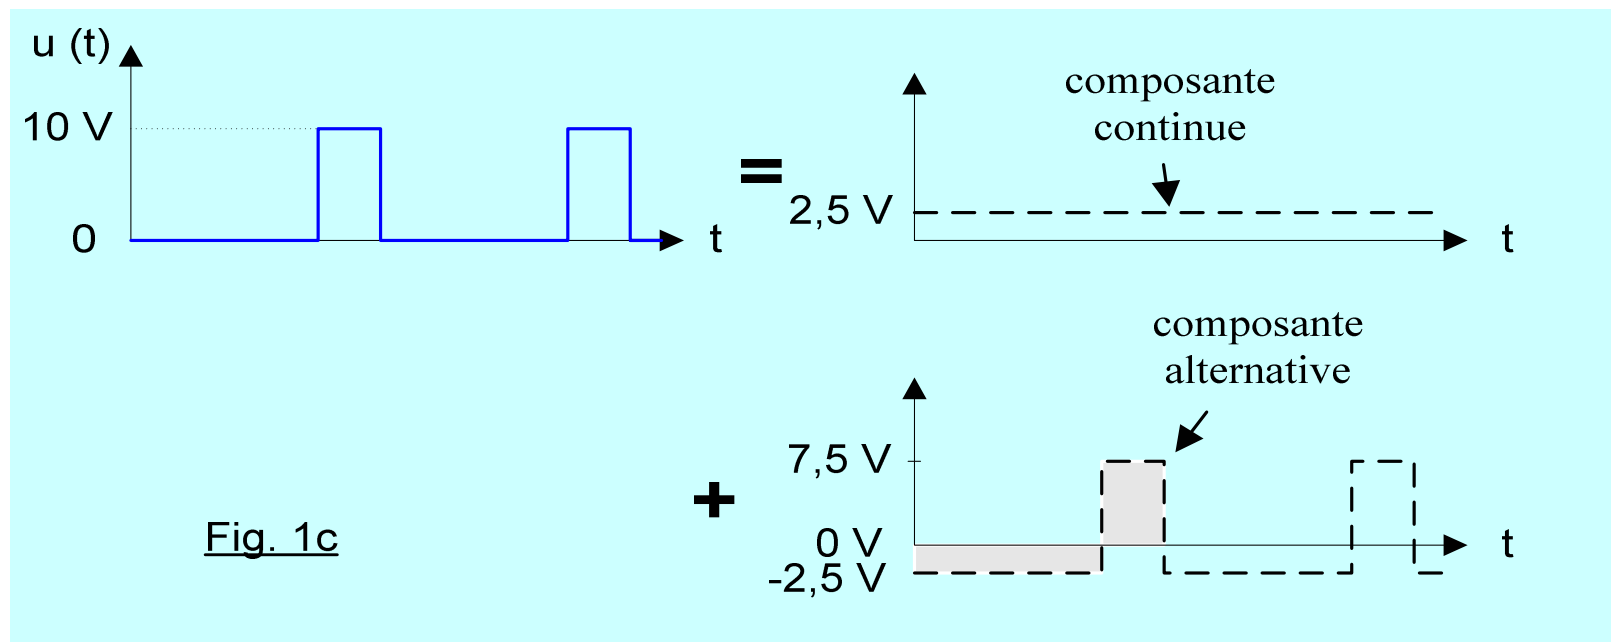 u (t)
10 V
0
t
=
composante
continue
2,5 V
t
+
composante
alternative
7,5 V
0 V
-2,5 V
t
Fig. 1c